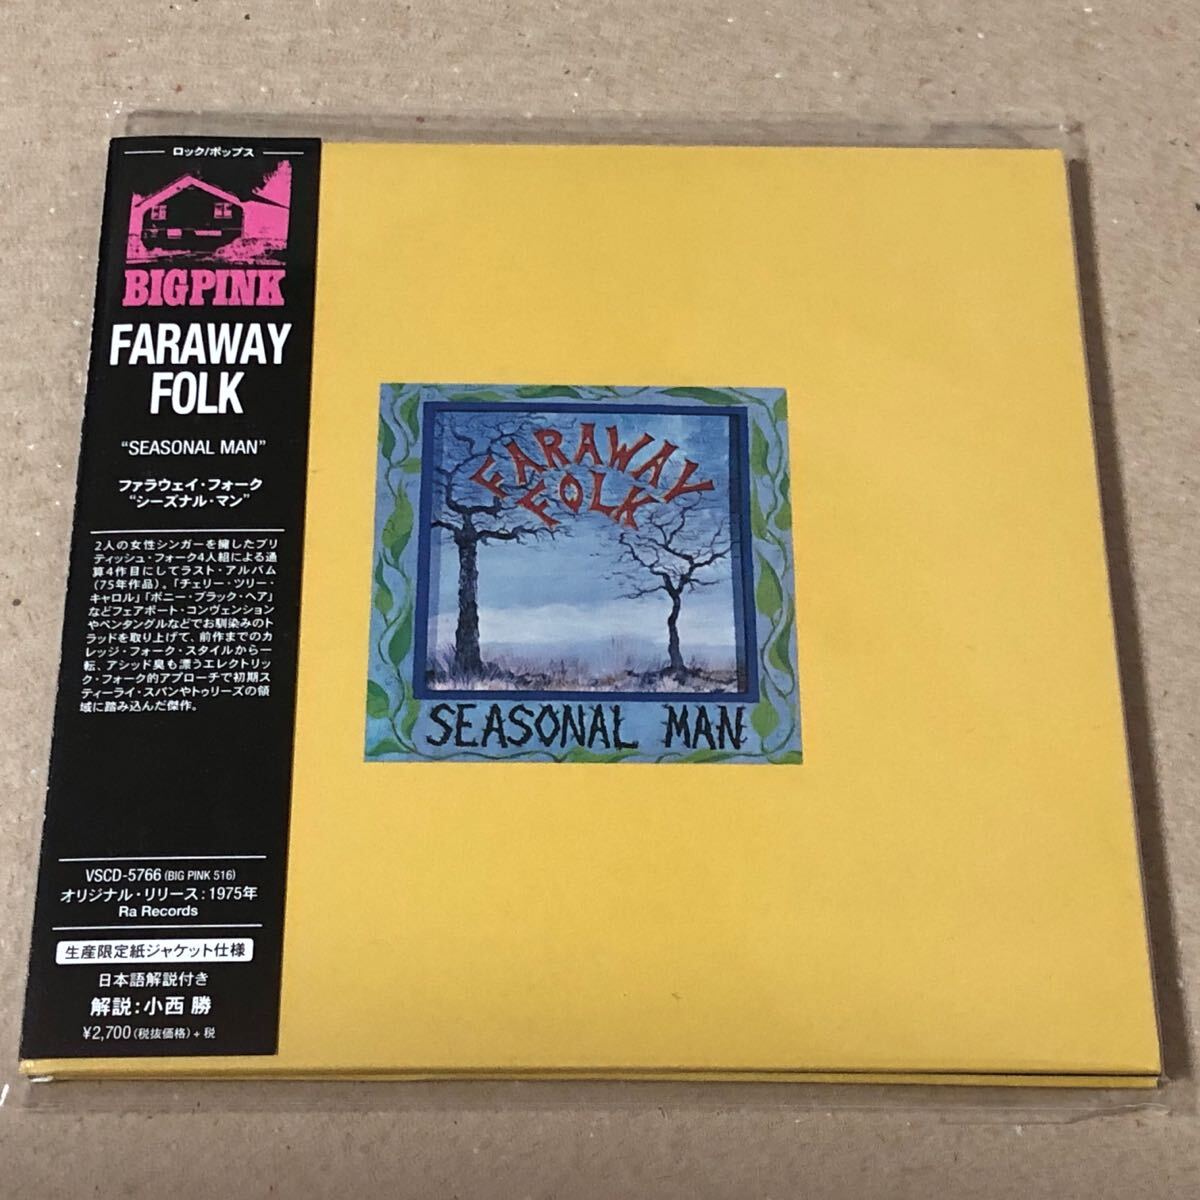 ロック/ポップス
BIG PINK
FARAWAY
FOLK
“SEASONAL MAN”
ファラウェイ・フォーク
“シーズナル・マン”
2人の女性シンガーを擁したブリ
ティッシュ・フォーク4人組による通
算4作目にしてラスト・アルバム
(75年作品)。「チェリー・ツリー・
キャロル」「ボニー・ブラック・ヘア」
などフェアポート・コンヴェンション
やペンタングルなどでお馴染みのト
ラッドを取り上げて、前作までのカ
レッジ・フォーク・スタイルから一
転、アシッド臭も漂うエレクトリッ
ク・フォーク的アプローチで初期ス
ティーライ・スパンやトゥリーズの領
域に踏み込んだ傑作。
VSCD-5766 (BIG PINK 516)
オリジナル・リリース:1975年
Ra Records
生産限定紙ジャケット仕様
日本語解説付き
解説:小西 勝
¥2,700(税抜価格)+税
FARAWAY
FOLK
SEASONAL MAN